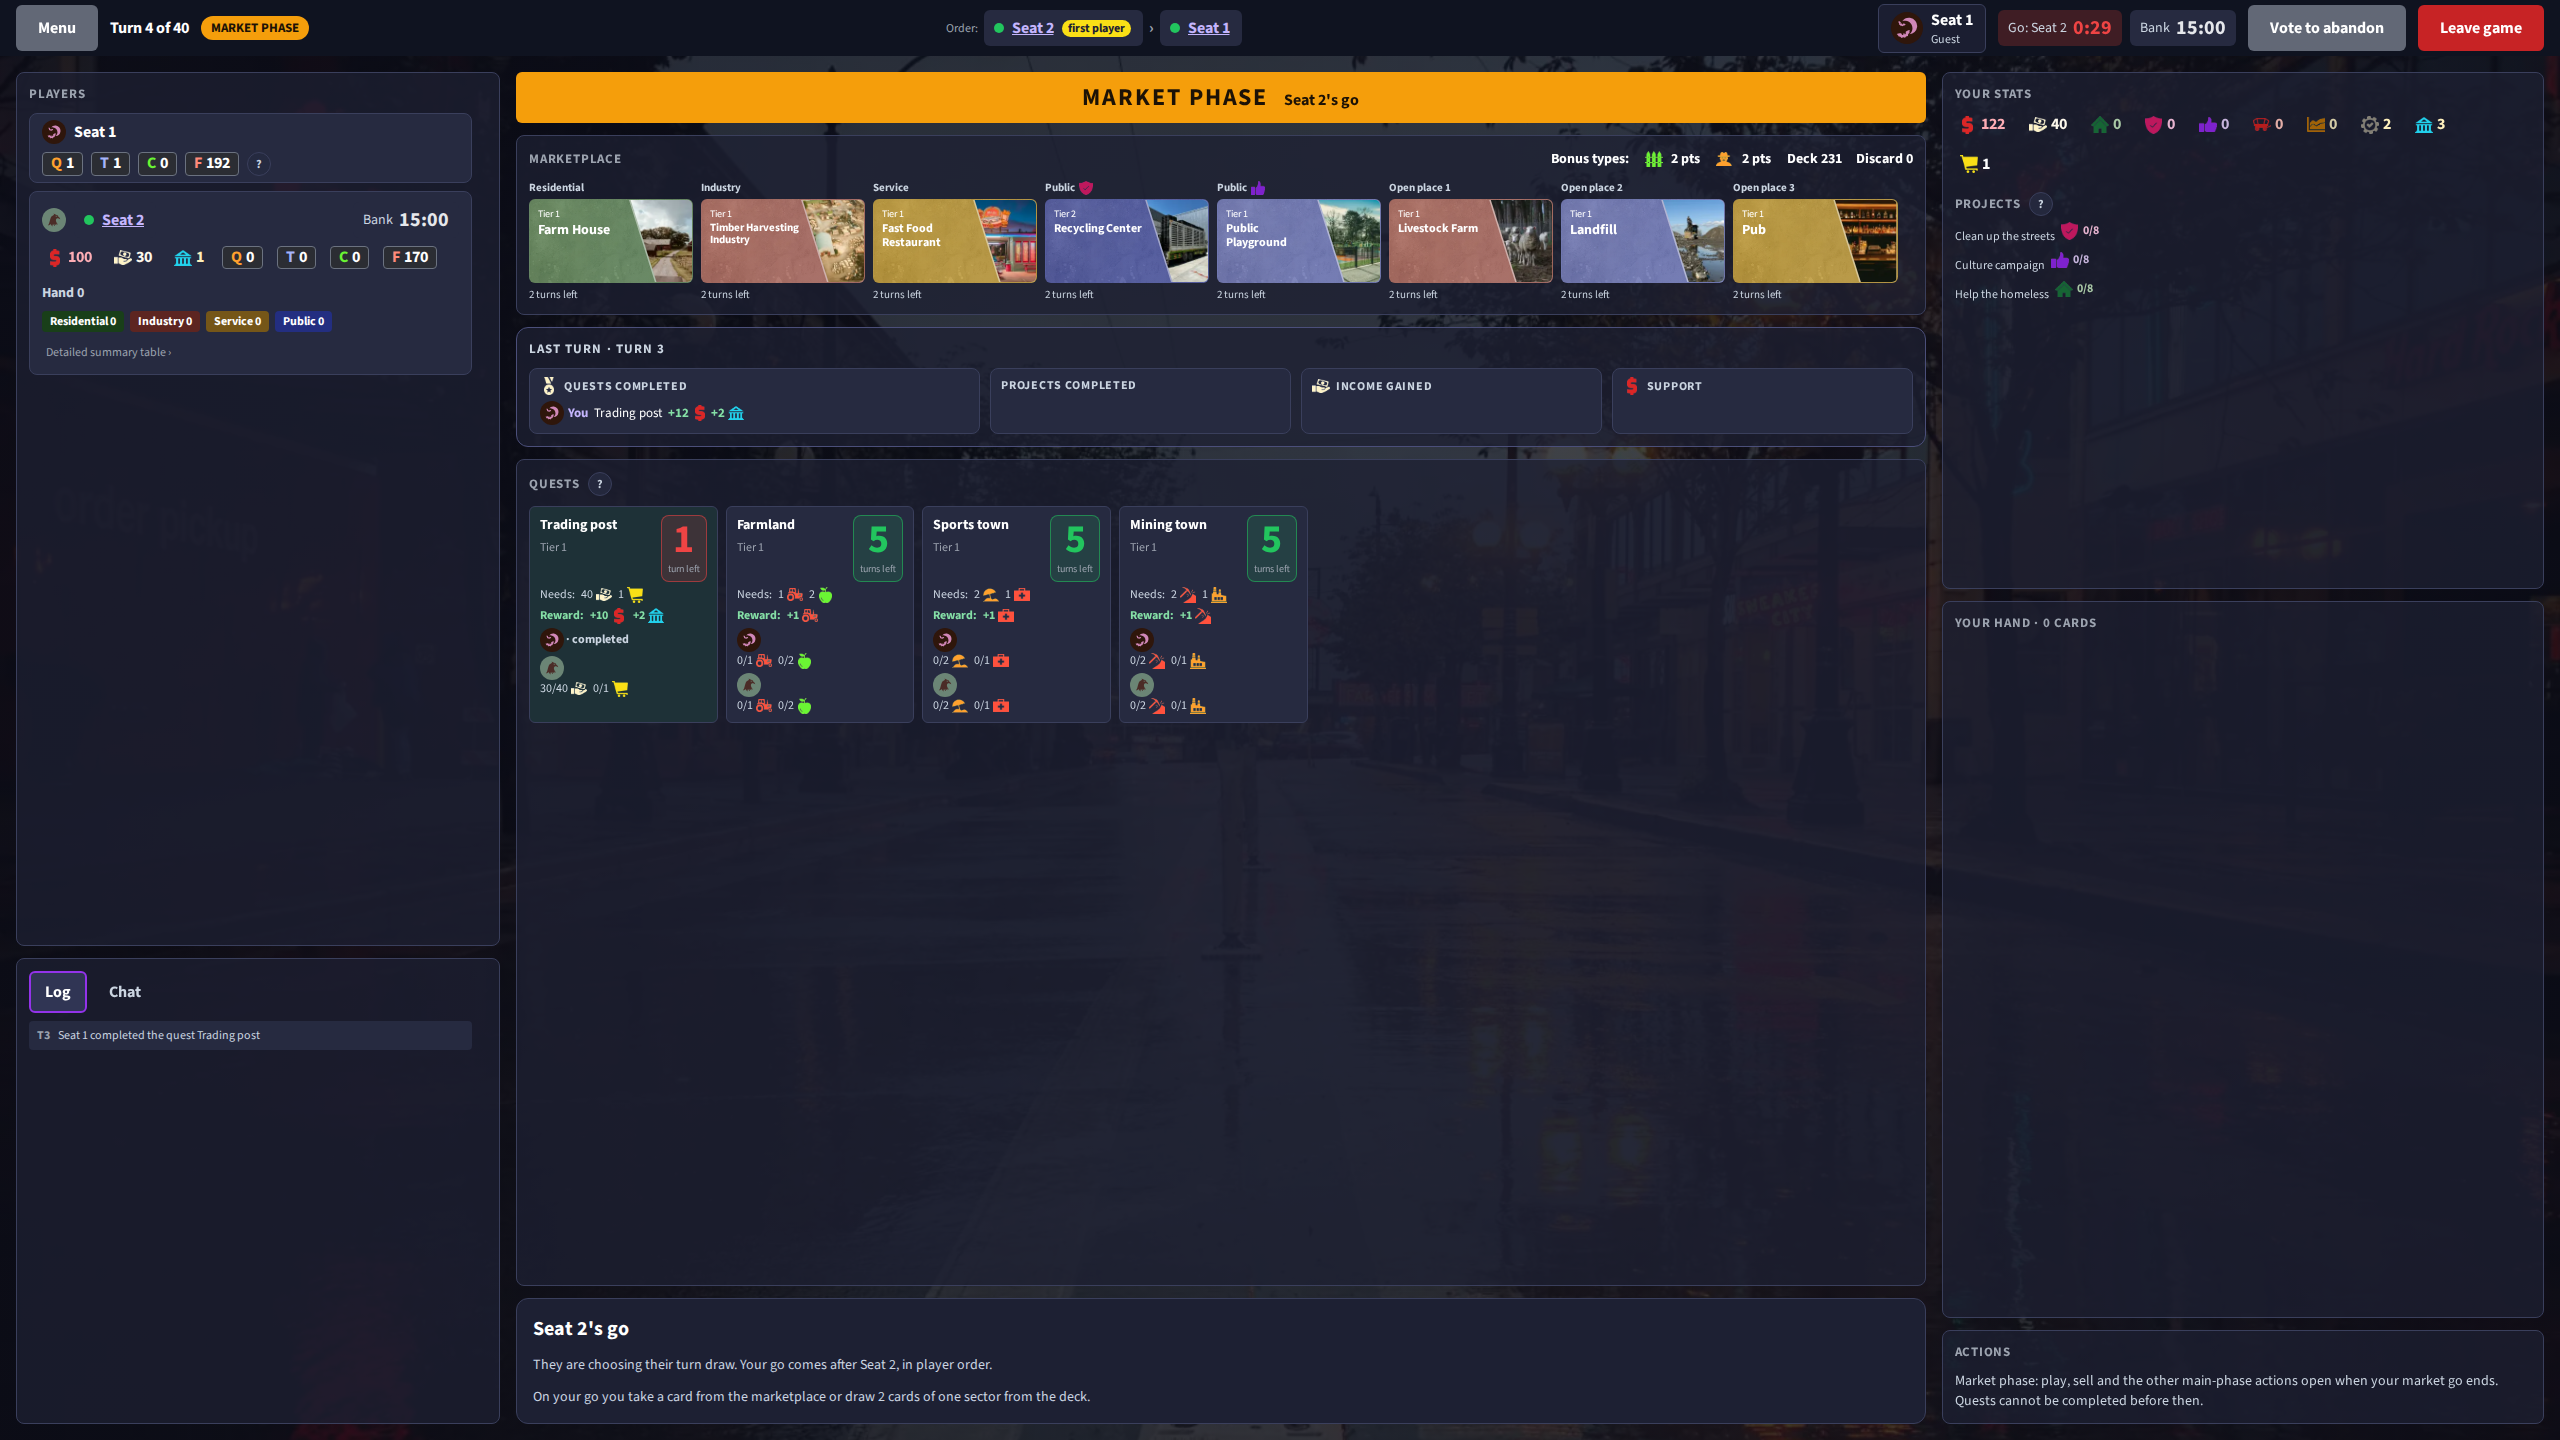 Menu
Turn 4 of 40
MARKET PHASE
Order:
Seat 2 first player
›
Seat 1
Seat 1
Guest
Go: Seat 2 0:29
Bank 15:00
Vote to abandon
Leave game
PLAYERS
Seat 1
Q 1
T 1
C 0
F 192
?
Seat 2
Bank 15:00
100
30
1
Q 0
T 0
C 0
F 170
Hand 0
Residential 0
Industry 0
Service 0
Public 0
Detailed summary table ›
Log
Chat
T3 Seat 1 completed the quest Trading post
MARKET PHASE Seat 2's go
MARKETPLACE
Bonus types: 2 pts 2 pts Deck 231 Discard 0
Residential
Tier 1
Farm House
2 turns left
Industry
Tier 1
Timber Harvesting
Industry
2 turns left
Service
Tier 1
Fast Food
Restaurant
2 turns left
Public
Tier 2
Recycling Center
2 turns left
Public
Tier 1
Public
Playground
2 turns left
Open place 1
Tier 1
Livestock Farm
2 turns left
Open place 2
Tier 1
Landfill
2 turns left
Open place 3
Tier 1
Pub
2 turns left
LAST TURN · TURN 3
QUESTS COMPLETED
You Trading post +12 +2
PROJECTS COMPLETED
INCOME GAINED
SUPPORT
QUESTS ?
Trading post
Tier 1
1
turn left
Needs: 40 1
Reward: +10 +2
· completed
30/40 0/1
Farmland
Tier 1
5
turns left
Needs: 1 2
Reward: +1
0/1 0/2
0/1 0/2
Sports town
Tier 1
5
turns left
Needs: 2 1
Reward: +1
0/2 0/1
0/2 0/1
Mining town
Tier 1
5
turns left
Needs: 2 1
Reward: +1
0/2 0/1
0/2 0/1
Seat 2's go
They are choosing their turn draw. Your go comes after Seat 2, in player order.
On your go you take a card from the marketplace or draw 2 cards of one sector from the deck.
YOUR STATS
122 40 0 0 0 0 0 2 3
1
PROJECTS ?
Clean up the streets 0/8
Culture campaign 0/8
Help the homeless 0/8
YOUR HAND · 0 CARDS
ACTIONS
Market phase: play, sell and the other main-phase actions open when your market go ends.
Quests cannot be completed before then.
order pickup